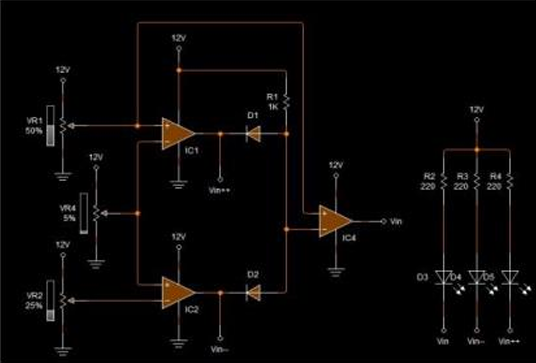 12V
12V
VR1
50%
R1
1K
D1
IC1
12V
12V
12V
Vin++
R2
220
R3
220
R4
220
VR4
5%
Vin
IC4
12V
12V
D2
D3
D4
D5
VR2
25%
IC2
Vin
Vin--
Vin++
Vin--